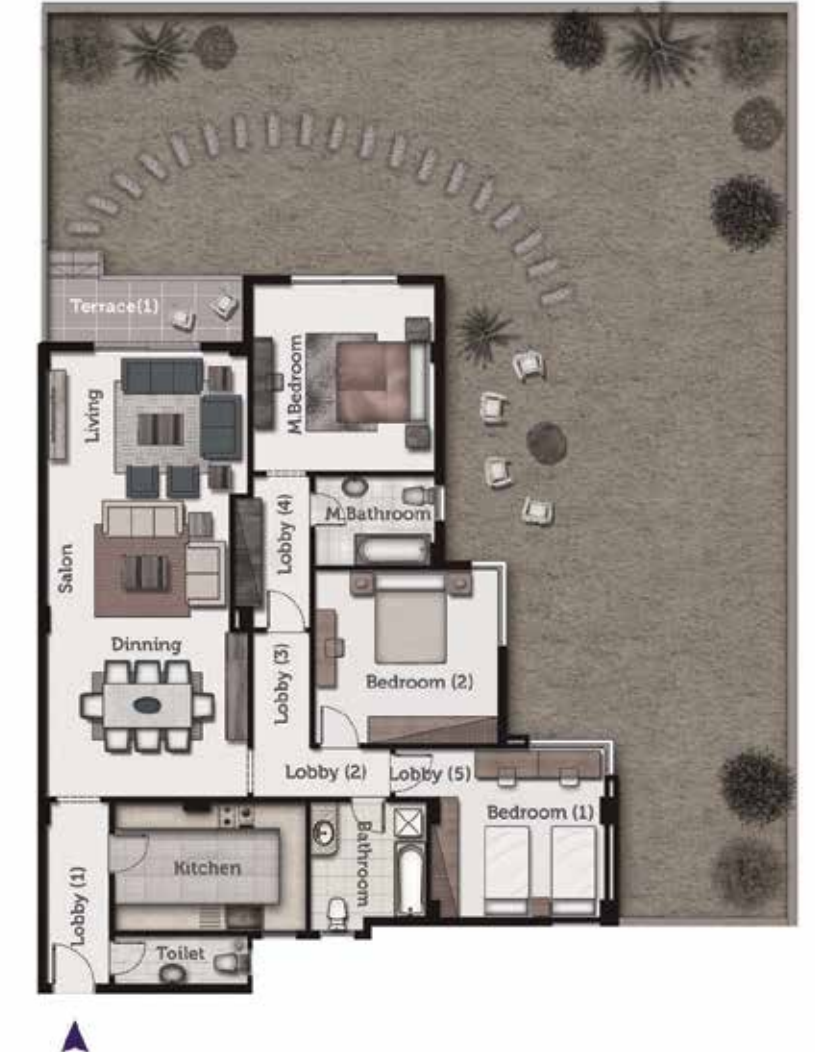 Terrace(1)
M.Bedroom
Living
M.Bathroom
Lobby (4)
Salon
Dinning
Lobby (3)
Bedroom (2)
Lobby (2)
Lobby (5)
Bedroom (1)
Kitchen
Bathroom
Lobby (1)
Toilet